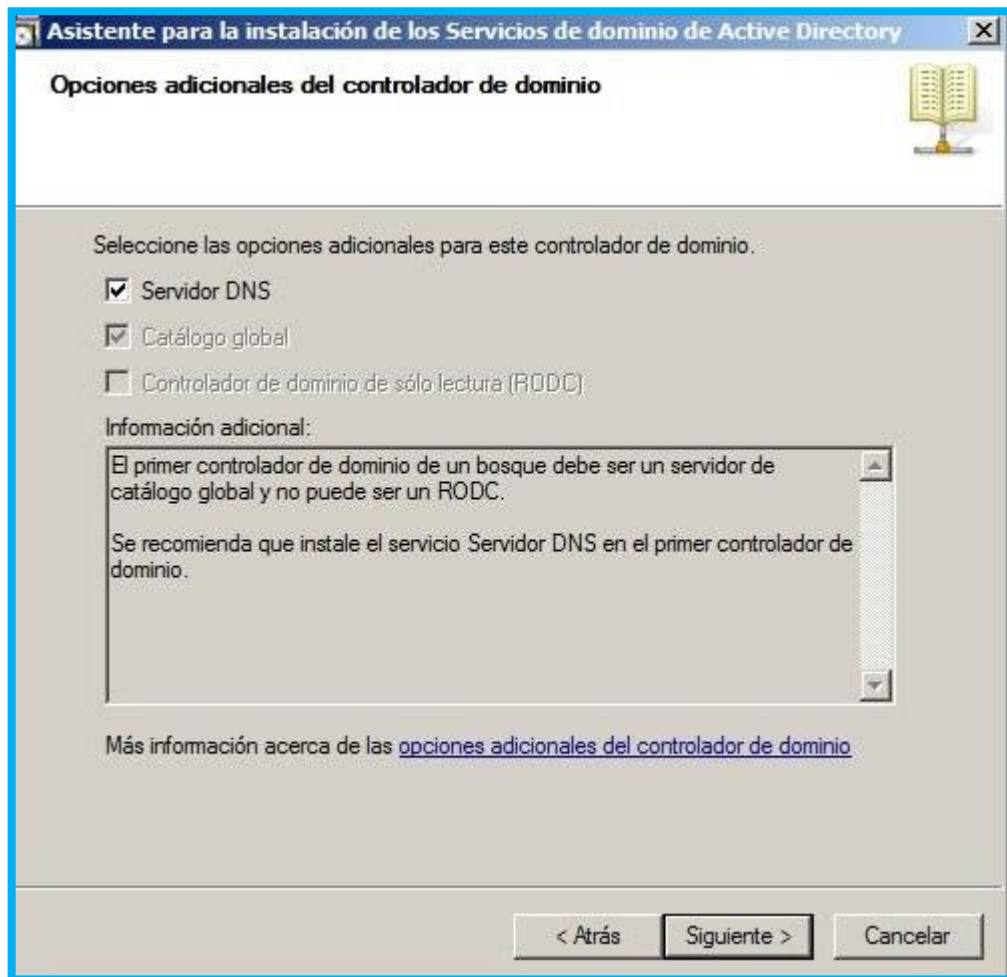 Asistente para la instalación de los Servicios de dominio de Active Directory
Opciones adicionales del controlador de dominio
Seleccione las opciones adicionales para este controlador de dominio.
Servidor DNS
Catálogo global
Controlador de dominio de sólo lectura (RODC)
Información adicional:
El primer controlador de dominio de un bosque debe ser un servidor de
catálogo global y no puede ser un RODC.
Se recomienda que instale el servicio Servidor DNS en el primer controlador de
dominio.
Más información acerca de las opciones adicionales del controlador de dominio
< Atrás
Siguiente >
Cancelar